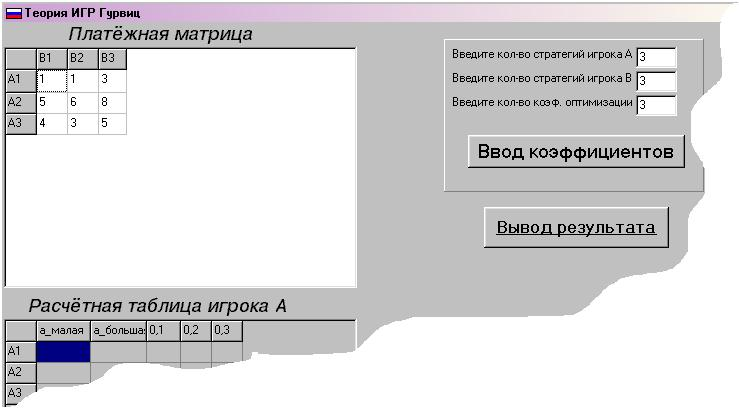 Теория ИГР Гурвиц
Платёжная матрица
B1 B2 B3
A1 1 1 3
A2 5 6 8
A3 4 3 5
Введите кол-во стратегий игрока A 3
Введите кол-во стратегий игрока B 3
Введите кол-во коэф. оптимизации 3
Ввод коэффициентов
Вывод результата
Расчётная таблица игрока A
а_малая а_большая 0,1 0,2 0,3
A1
A2
A3